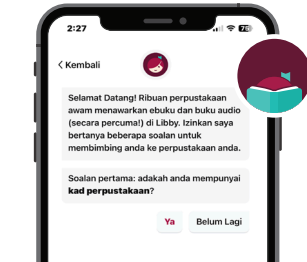 2:27
< Kembali
Selamat Datang! Ribuan perpustakaan
awam menawarkan ebuku dan buku audio
(secara percuma!) di Libby. Izinkan saya
bertanya beberapa soalan untuk
membimbing anda ke perpustakaan anda.
Soalan pertama: adakah anda mempunyai
kad perpustakaan?
Ya Belum Lagi